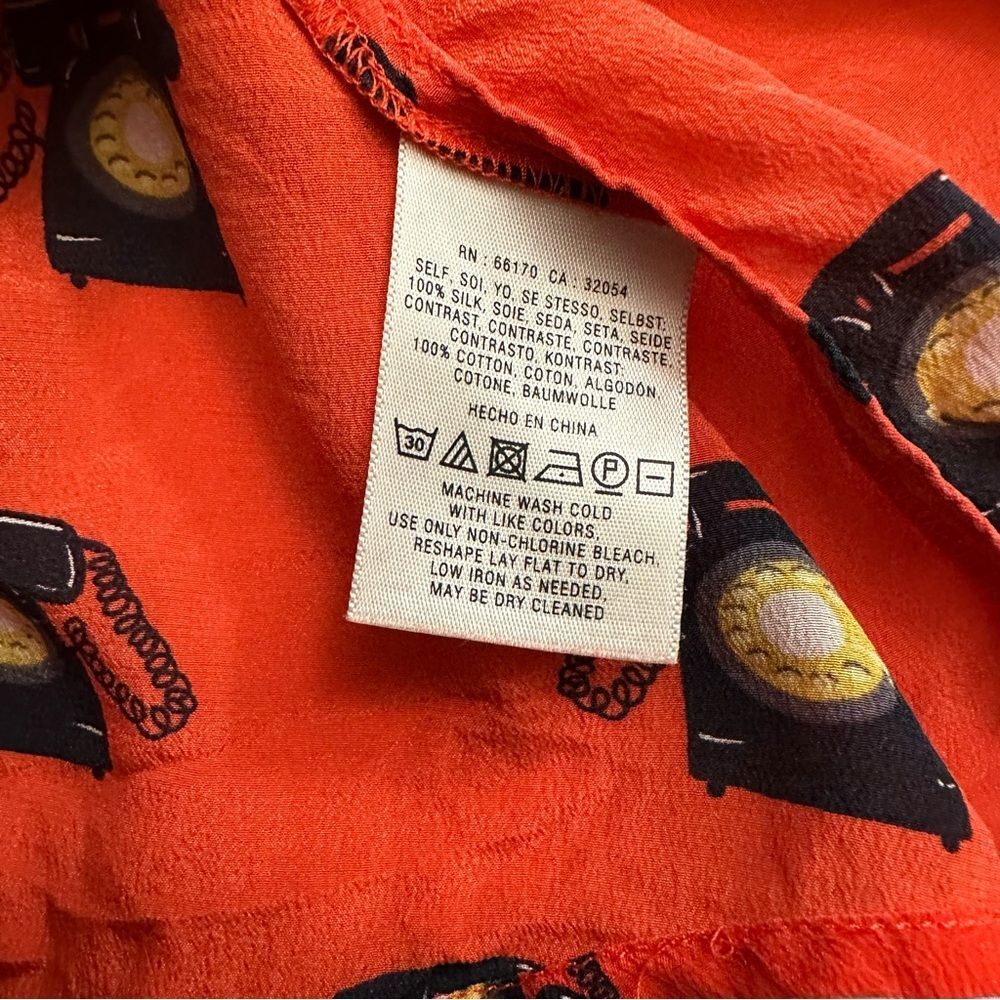 RN : 66170 CA : 32054
SELF, SOI, YO, SE STESSO, SELBST:
100% SILK, SOIE, SEDA, SETA, SEIDE
CONTRAST, CONTRASTE, CONTRASTE,
CONTRASTO, KONTRAST
100% COTTON, COTON, ALGODÓN,
COTONE, BAUMWOLLE
HECHO EN CHINA
30 P
MACHINE WASH COLD
WITH LIKE COLORS,
USE ONLY NON-CHLORINE BLEACH,
RESHAPE LAY FLAT TO DRY,
LOW IRON AS NEEDED,
MAY BE DRY CLEANED